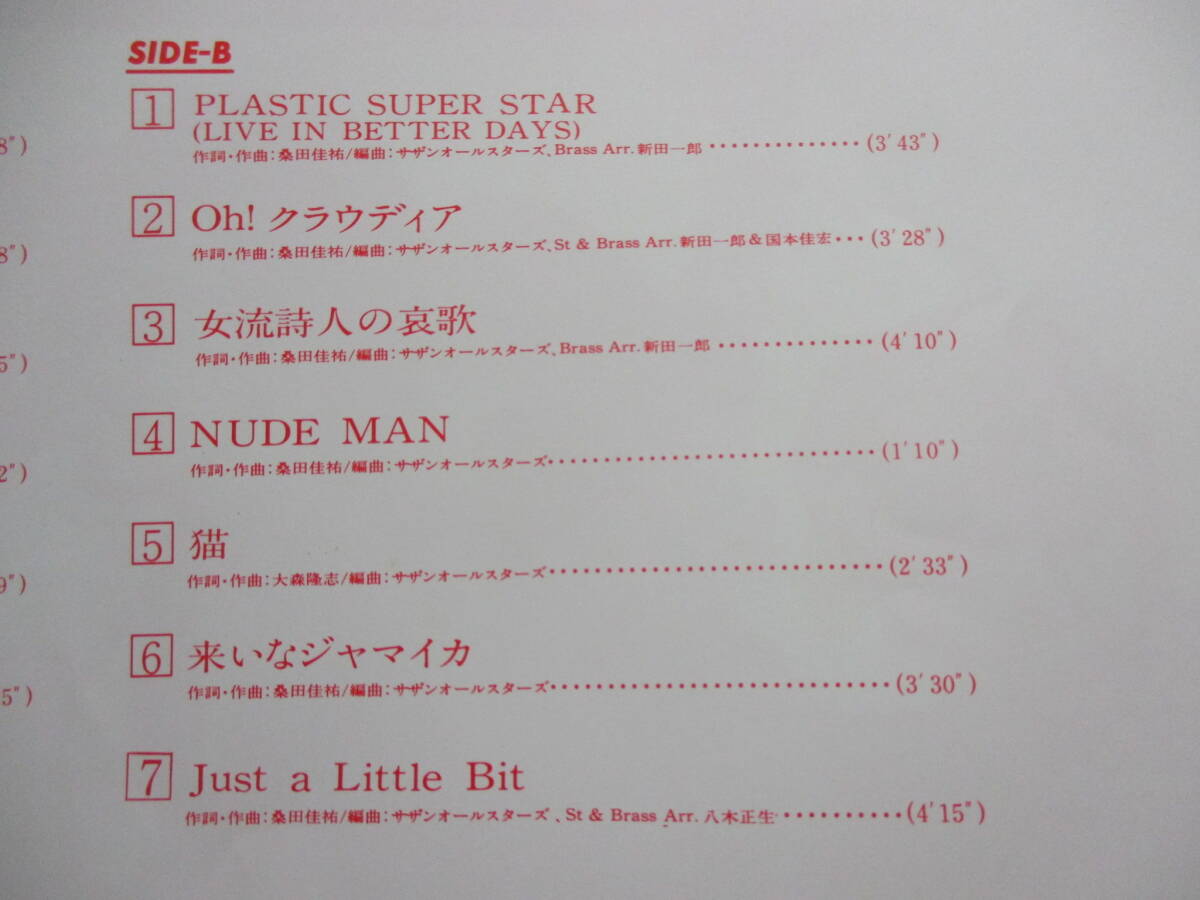 SIDE-B
1 PLASTIC SUPER STAR
(LIVE IN BETTER DAYS)
作詞・作曲：桑田佳祐/編曲：サザンオールスターズ、Brass Arr. 新田一郎 ・・・・・・・・・・・・・・ (3′43″)
2 Oh! クラウディア
作詞・作曲：桑田佳祐/編曲：サザンオールスターズ、St & Brass Arr. 新田一郎 & 国本佳宏・・・ (3′28″)
3 女流詩人の哀歌
作詞・作曲：桑田佳祐/編曲：サザンオールスターズ、Brass Arr. 新田一郎 ・・・・・・・・・・・・・・ (4′10″)
4 NUDE MAN
作詞・作曲：桑田佳祐/編曲：サザンオールスターズ・・・・・・・・・・・・・・・・・・・・・・・・・・・・・ (1′10″)
5 猫
作詞・作曲：大森隆志/編曲：サザンオールスターズ・・・・・・・・・・・・・・・・・・・・・・・・・・・・・ (2′33″)
6 来いなジャマイカ
作詞・作曲：桑田佳祐/編曲：サザンオールスターズ・・・・・・・・・・・・・・・・・・・・・・・・・・・・・ (3′30″)
7 Just a Little Bit
作詞・作曲：桑田佳祐/編曲：サザンオールスターズ、St & Brass Arr. 八木正生・・・・・・・・・・・ (4′15″)
8″)
8″)
5″)
2″)
9″)
5″)